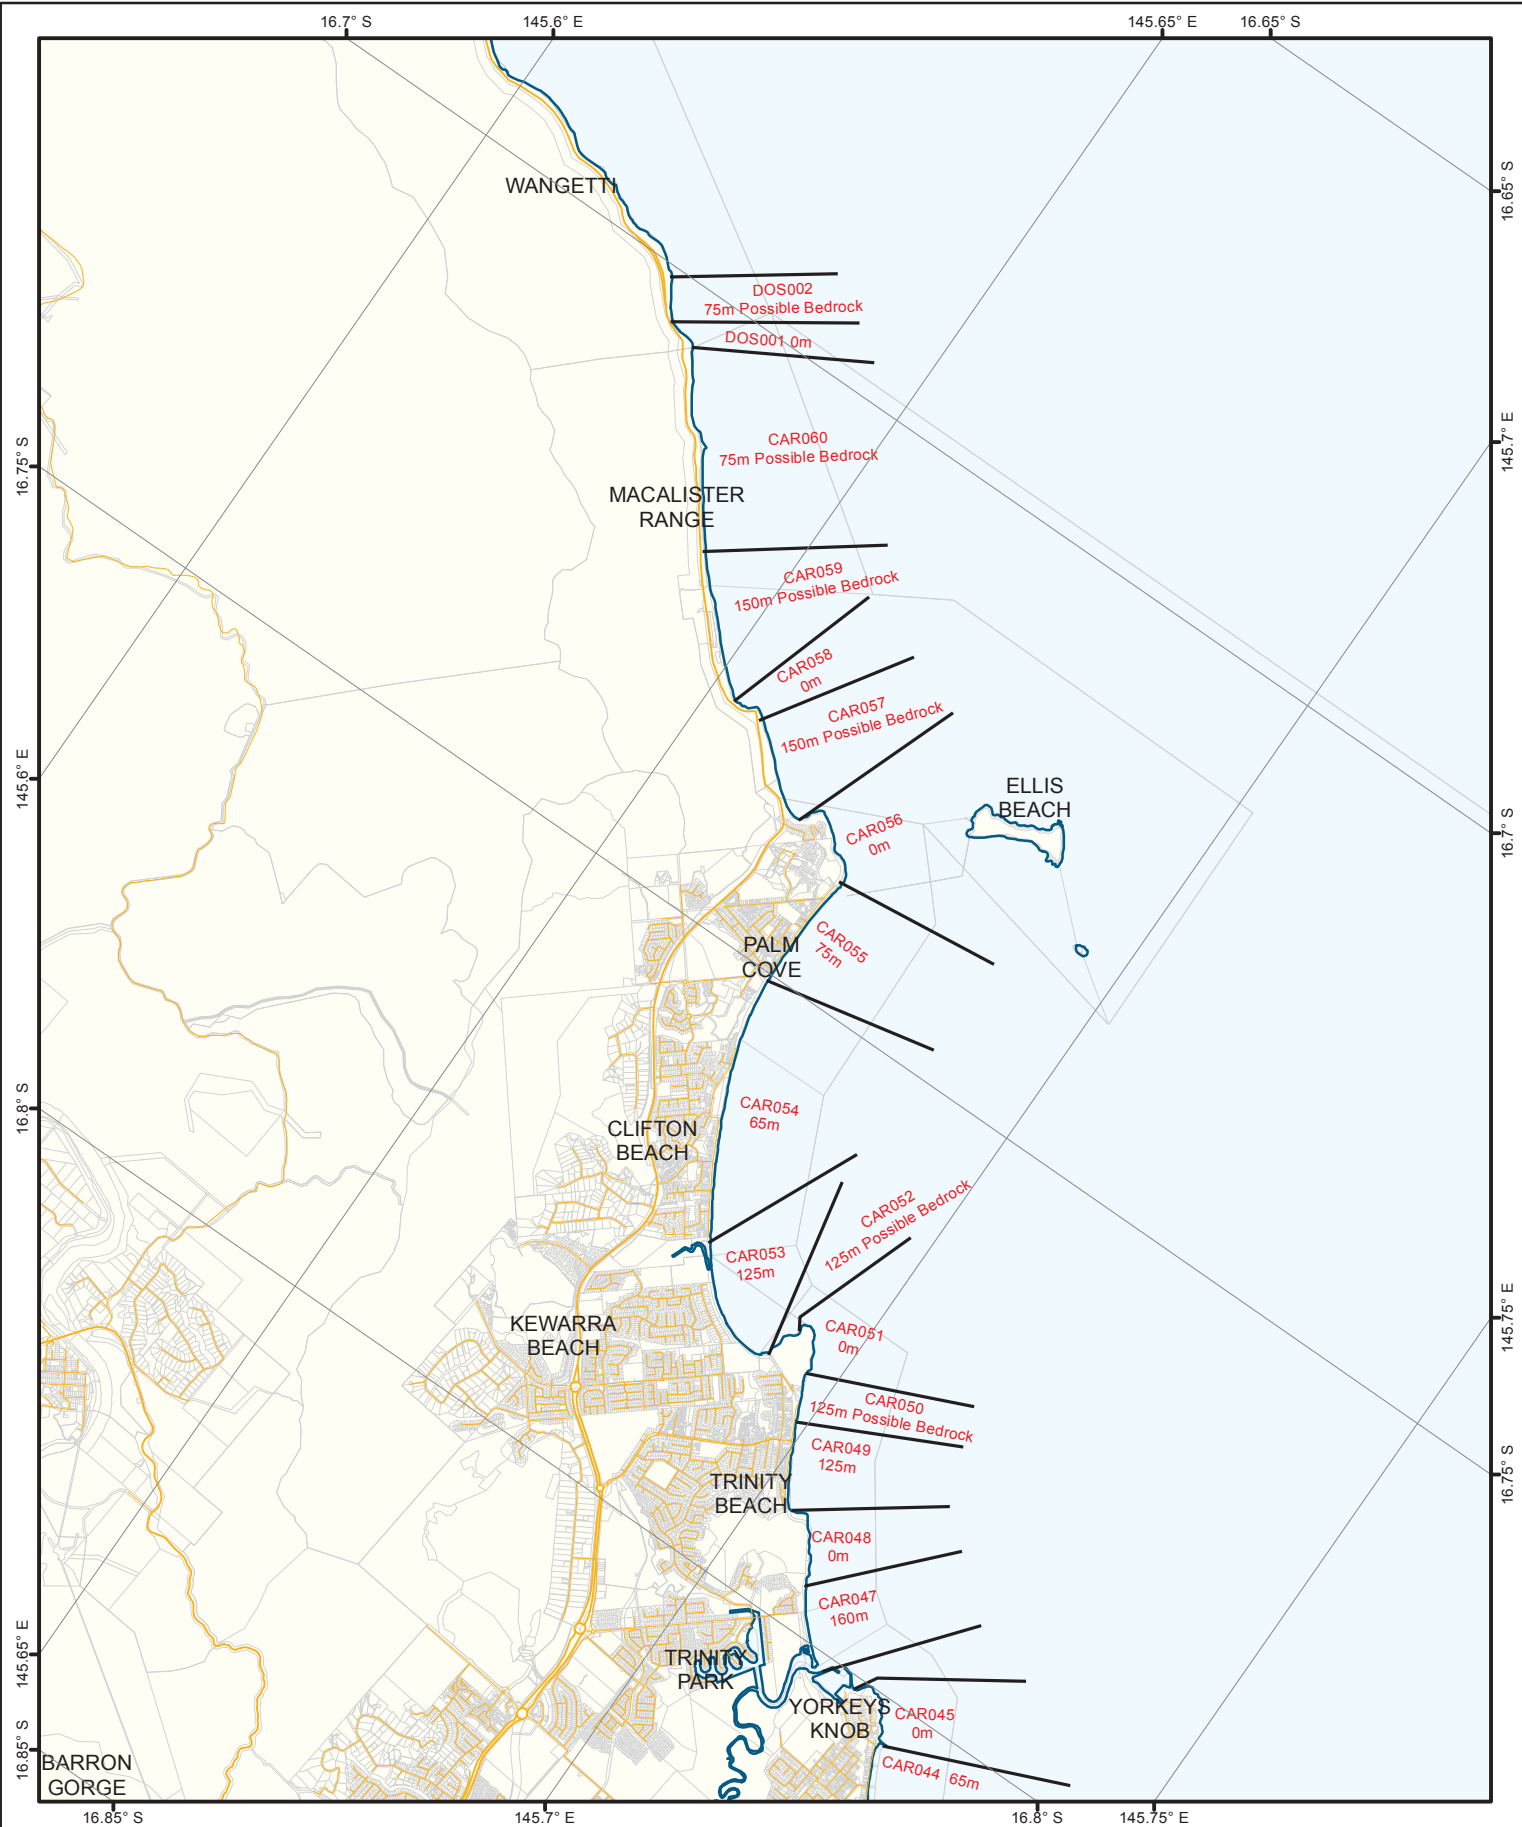 16.7° S
145.6° E
145.65° E
16.65° S
16.65° S
WANGETTI
DOS002
75m Possible Bedrock
DOS001 0m
145.7° E
CAR060
75m Possible Bedrock
16.75° S
MACALISTER
RANGE
CAR059
150m Possible Bedrock
CAR058
0m
CAR057
150m Possible Bedrock
145.6° E
ELLIS
BEACH
CAR056
0m
16.7° S
CAR055
75m
PALM
COVE
16.8° S
CAR054
65m
CLIFTON
BEACH
CAR052
125m Possible Bedrock
CAR053
125m
KEWARRA
BEACH
CAR051
0m
145.75° E
CAR050
125m Possible Bedrock
CAR049
125m
TRINITY
BEACH
16.75° S
CAR048
0m
CAR047
160m
145.65° E
TRINITY
PARK
YORKEYS
KNOB
CAR045
0m
16.85° S
BARRON
GORGE
CAR044 65m
16.85° S
145.7° E
16.8° S
145.75° E